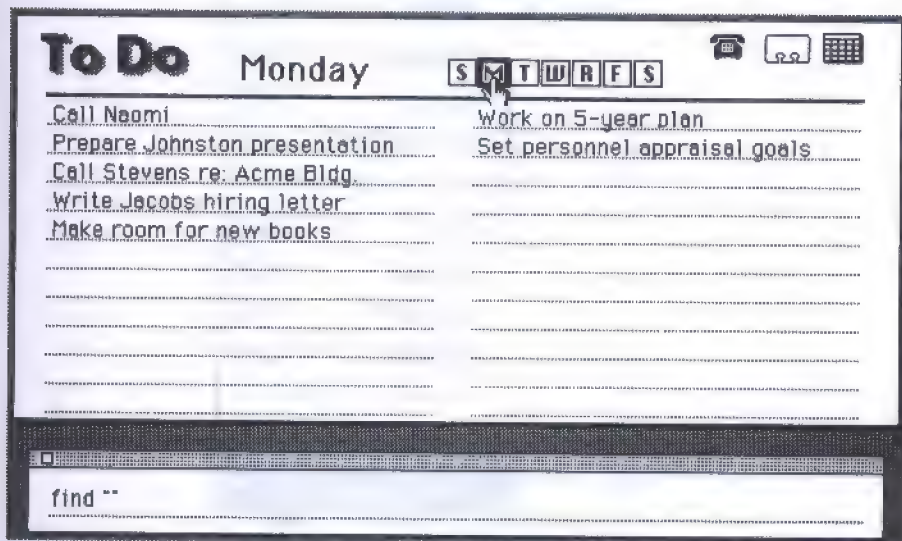 To Do Monday S M T W R F S
Call Naomi
Prepare Johnston presentation
Call Stevens re: Acme Bldg.
Write Jacobs hiring letter
Make room for new books
Work on 5-year plan
Set personnel appraisal goals
find ""